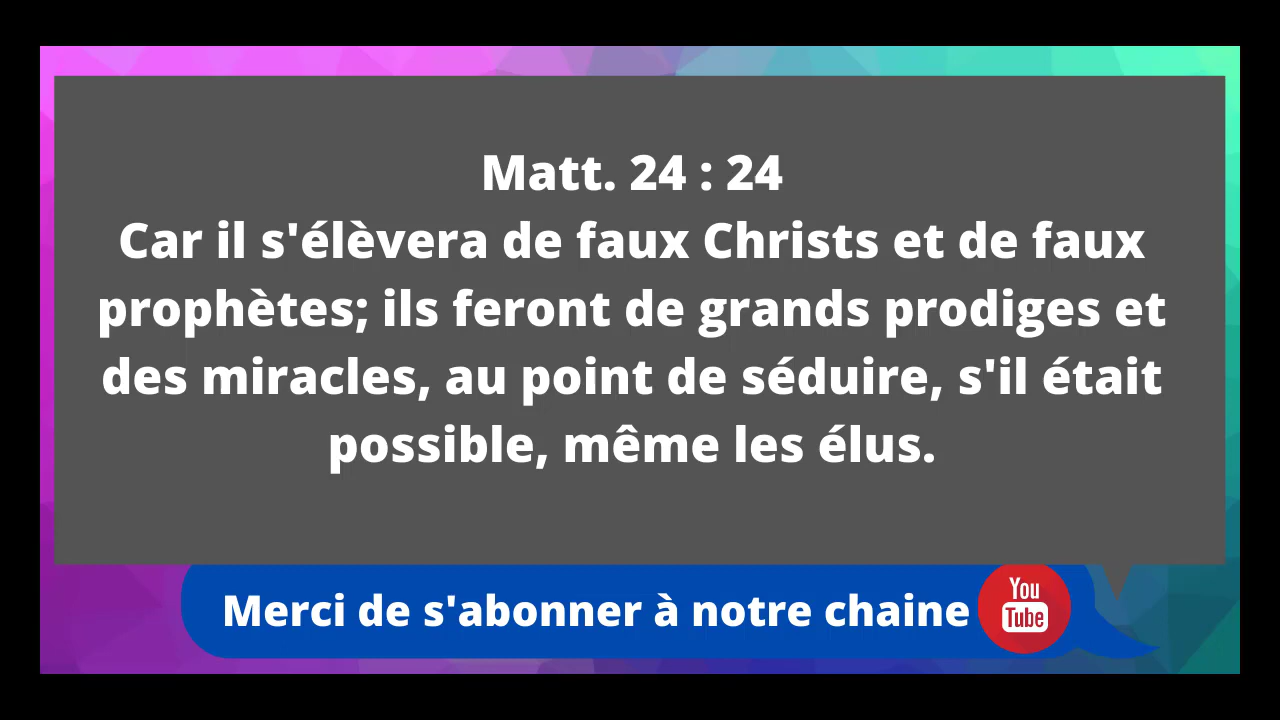 Matt. 24 : 24
Car il s'élèvera de faux Christs et de faux
prophètes; ils feront de grands prodiges et
des miracles, au point de séduire, s'il était
possible, même les élus.
Merci de s'abonner à notre chaine
You
Tube